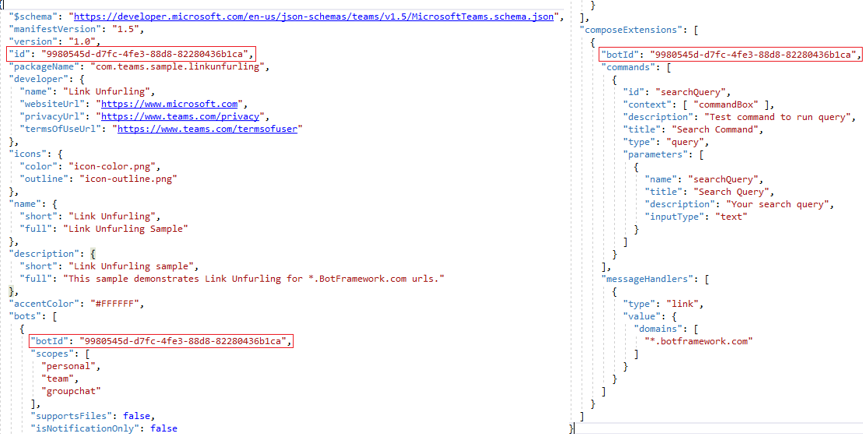 {
"$schema": "https://developer.microsoft.com/en-us/json-schemas/teams/v1.5/MicrosoftTeams.schema.json",
"manifestVersion": "1.5",
"version": "1.0",
"id": "9980545d-d7fc-4fe3-88d8-82280436b1ca",
"packageName": "com.teams.sample.linkunfurling",
"developer": {
"name": "Link Unfurling",
"websiteUrl": "https://www.microsoft.com",
"privacyUrl": "https://www.teams.com/privacy",
"termsOfUseUrl": "https://www.teams.com/termsofuser"
},
"icons": {
"color": "icon-color.png",
"outline": "icon-outline.png"
},
"name": {
"short": "Link Unfurling",
"full": "Link Unfurling Sample"
},
"description": {
"short": "Link Unfurling sample",
"full": "This sample demonstrates Link Unfurling for *.BotFramework.com urls."
},
"accentColor": "#FFFFFF",
"bots": [
{
"botId": "9980545d-d7fc-4fe3-88d8-82280436b1ca",
"scopes": [
"personal",
"team",
"groupchat"
],
"supportsFiles": false,
"isNotificationOnly": false
}
],
"composeExtensions": [
{
"botId": "9980545d-d7fc-4fe3-88d8-82280436b1ca",
"commands": [
{
"id": "searchQuery",
"context": [ "commandBox" ],
"description": "Test command to run query",
"title": "Search Command",
"type": "query",
"parameters": [
{
"name": "searchQuery",
"title": "Search Query",
"description": "Your search query",
"inputType": "text"
}
]
}
],
"messageHandlers": [
{
"type": "link",
"value": {
"domains": [
"*.botframework.com"
]
}
}
]
}
]
}